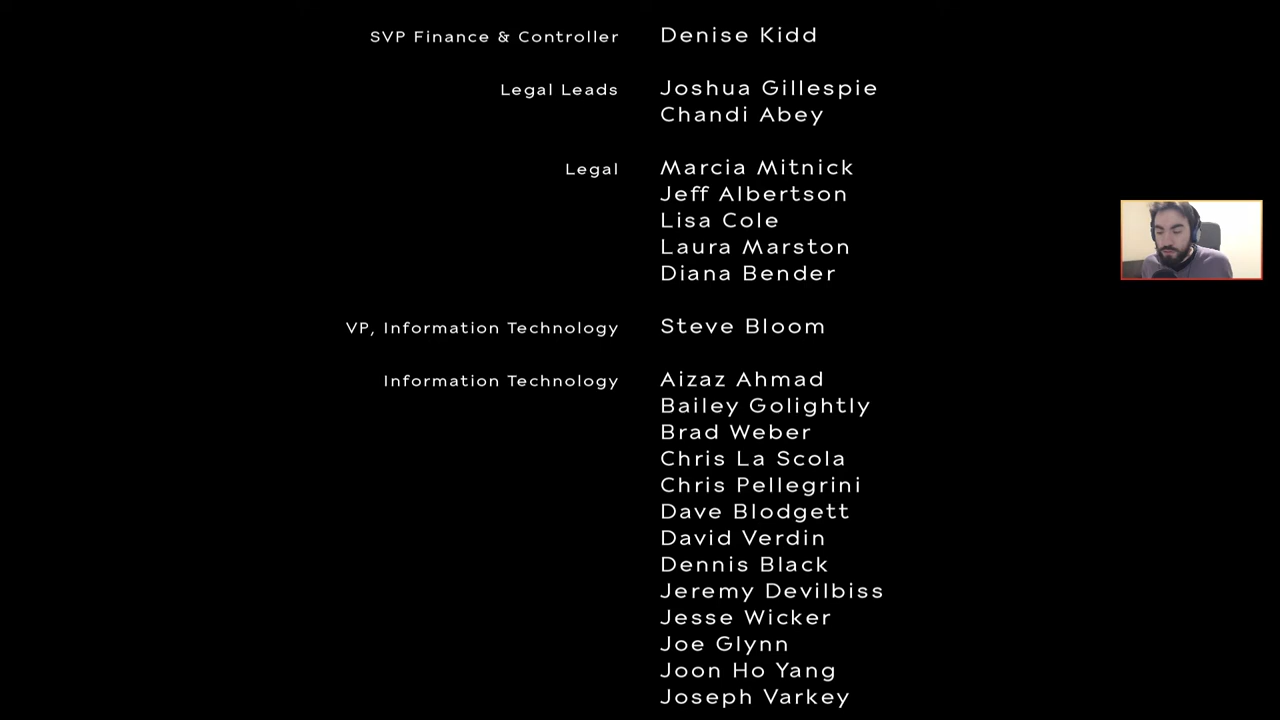 SVP Finance & Controller Denise Kidd
Legal Leads Joshua Gillespie
Chandi Abey
Legal Marcia Mitnick
Jeff Albertson
Lisa Cole
Laura Marston
Diana Bender
VP, Information Technology Steve Bloom
Information Technology Aizaz Ahmad
Bailey Golightly
Brad Weber
Chris La Scola
Chris Pellegrini
Dave Blodgett
David Verdin
Dennis Black
Jeremy Devilbiss
Jesse Wicker
Joe Glynn
Joon Ho Yang
Joseph Varkey